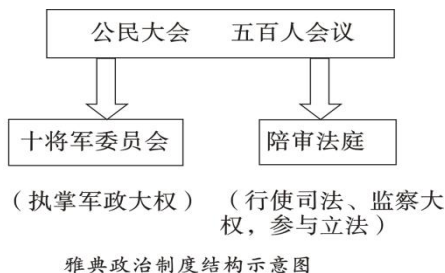 公民大会 五百人会议
十将军委员会 陪审法庭
(执掌军政大权) (行使司法、监察大
权,参与立法)
雅典政治制度结构示意图